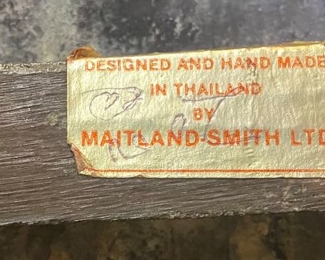 DESIGNED AND HAND MADE
IN THAILAND
BY
MAITLAND-SMITH LTD